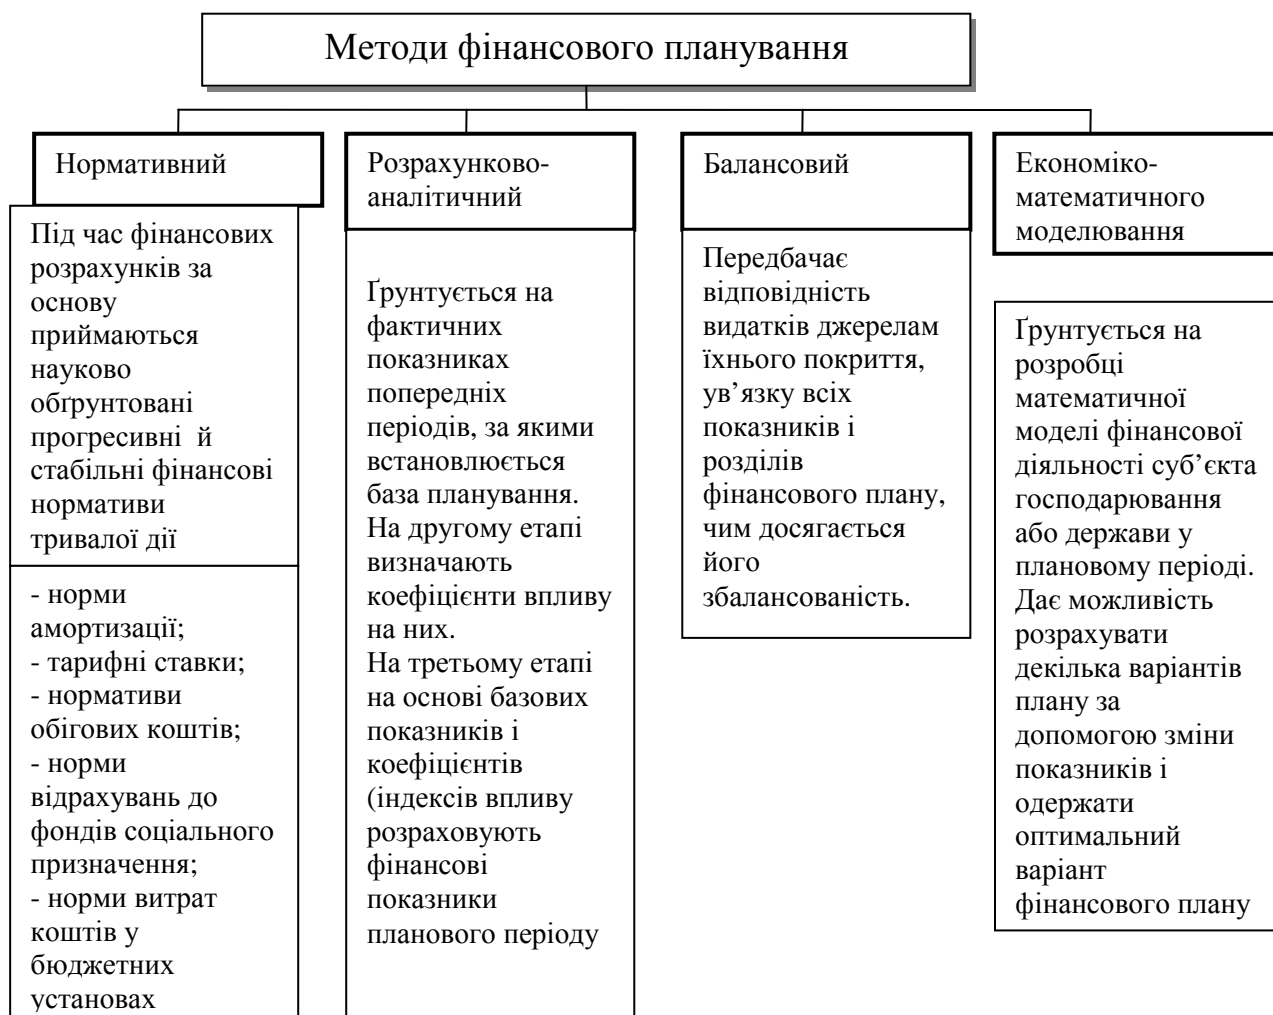 Методи фінансового планування
Нормативний
Під час фінансових
розрахунків за
основу
приймаються
науково
обґрунтовані
прогресивні  й
стабільні фінансові
нормативи
тривалої дії
- норми
амортизації;
- тарифні ставки;
- нормативи
обігових коштів;
- норми
відрахувань до
фондів соціального
призначення;
- норми витрат
коштів у
бюджетних
установах
Розрахунково-
аналітичний
Ґрунтується на
фактичних
показниках
попередніх
періодів, за якими
встановлюється
база планування.
На другому етапі
визначають
коефіцієнти впливу
на них.
На третьому етапі
на основі базових
показників і
коефіцієнтів
(індексів впливу
розраховують
фінансові
показники
планового періоду
Балансовий
Передбачає
відповідність
видатків джерелам
їхнього покриття,
ув’язку всіх
показників і
розділів
фінансового плану,
чим досягається
його
збалансованість.
Економіко-
математичного
моделювання
Ґрунтується на
розробці
математичної
моделі фінансової
діяльності суб’єкта
господарювання
або держави у
плановому періоді.
Дає можливість
розрахувати
декілька варіантів
плану за
допомогою зміни
показників і
одержати
оптимальний
варіант
фінансового плану